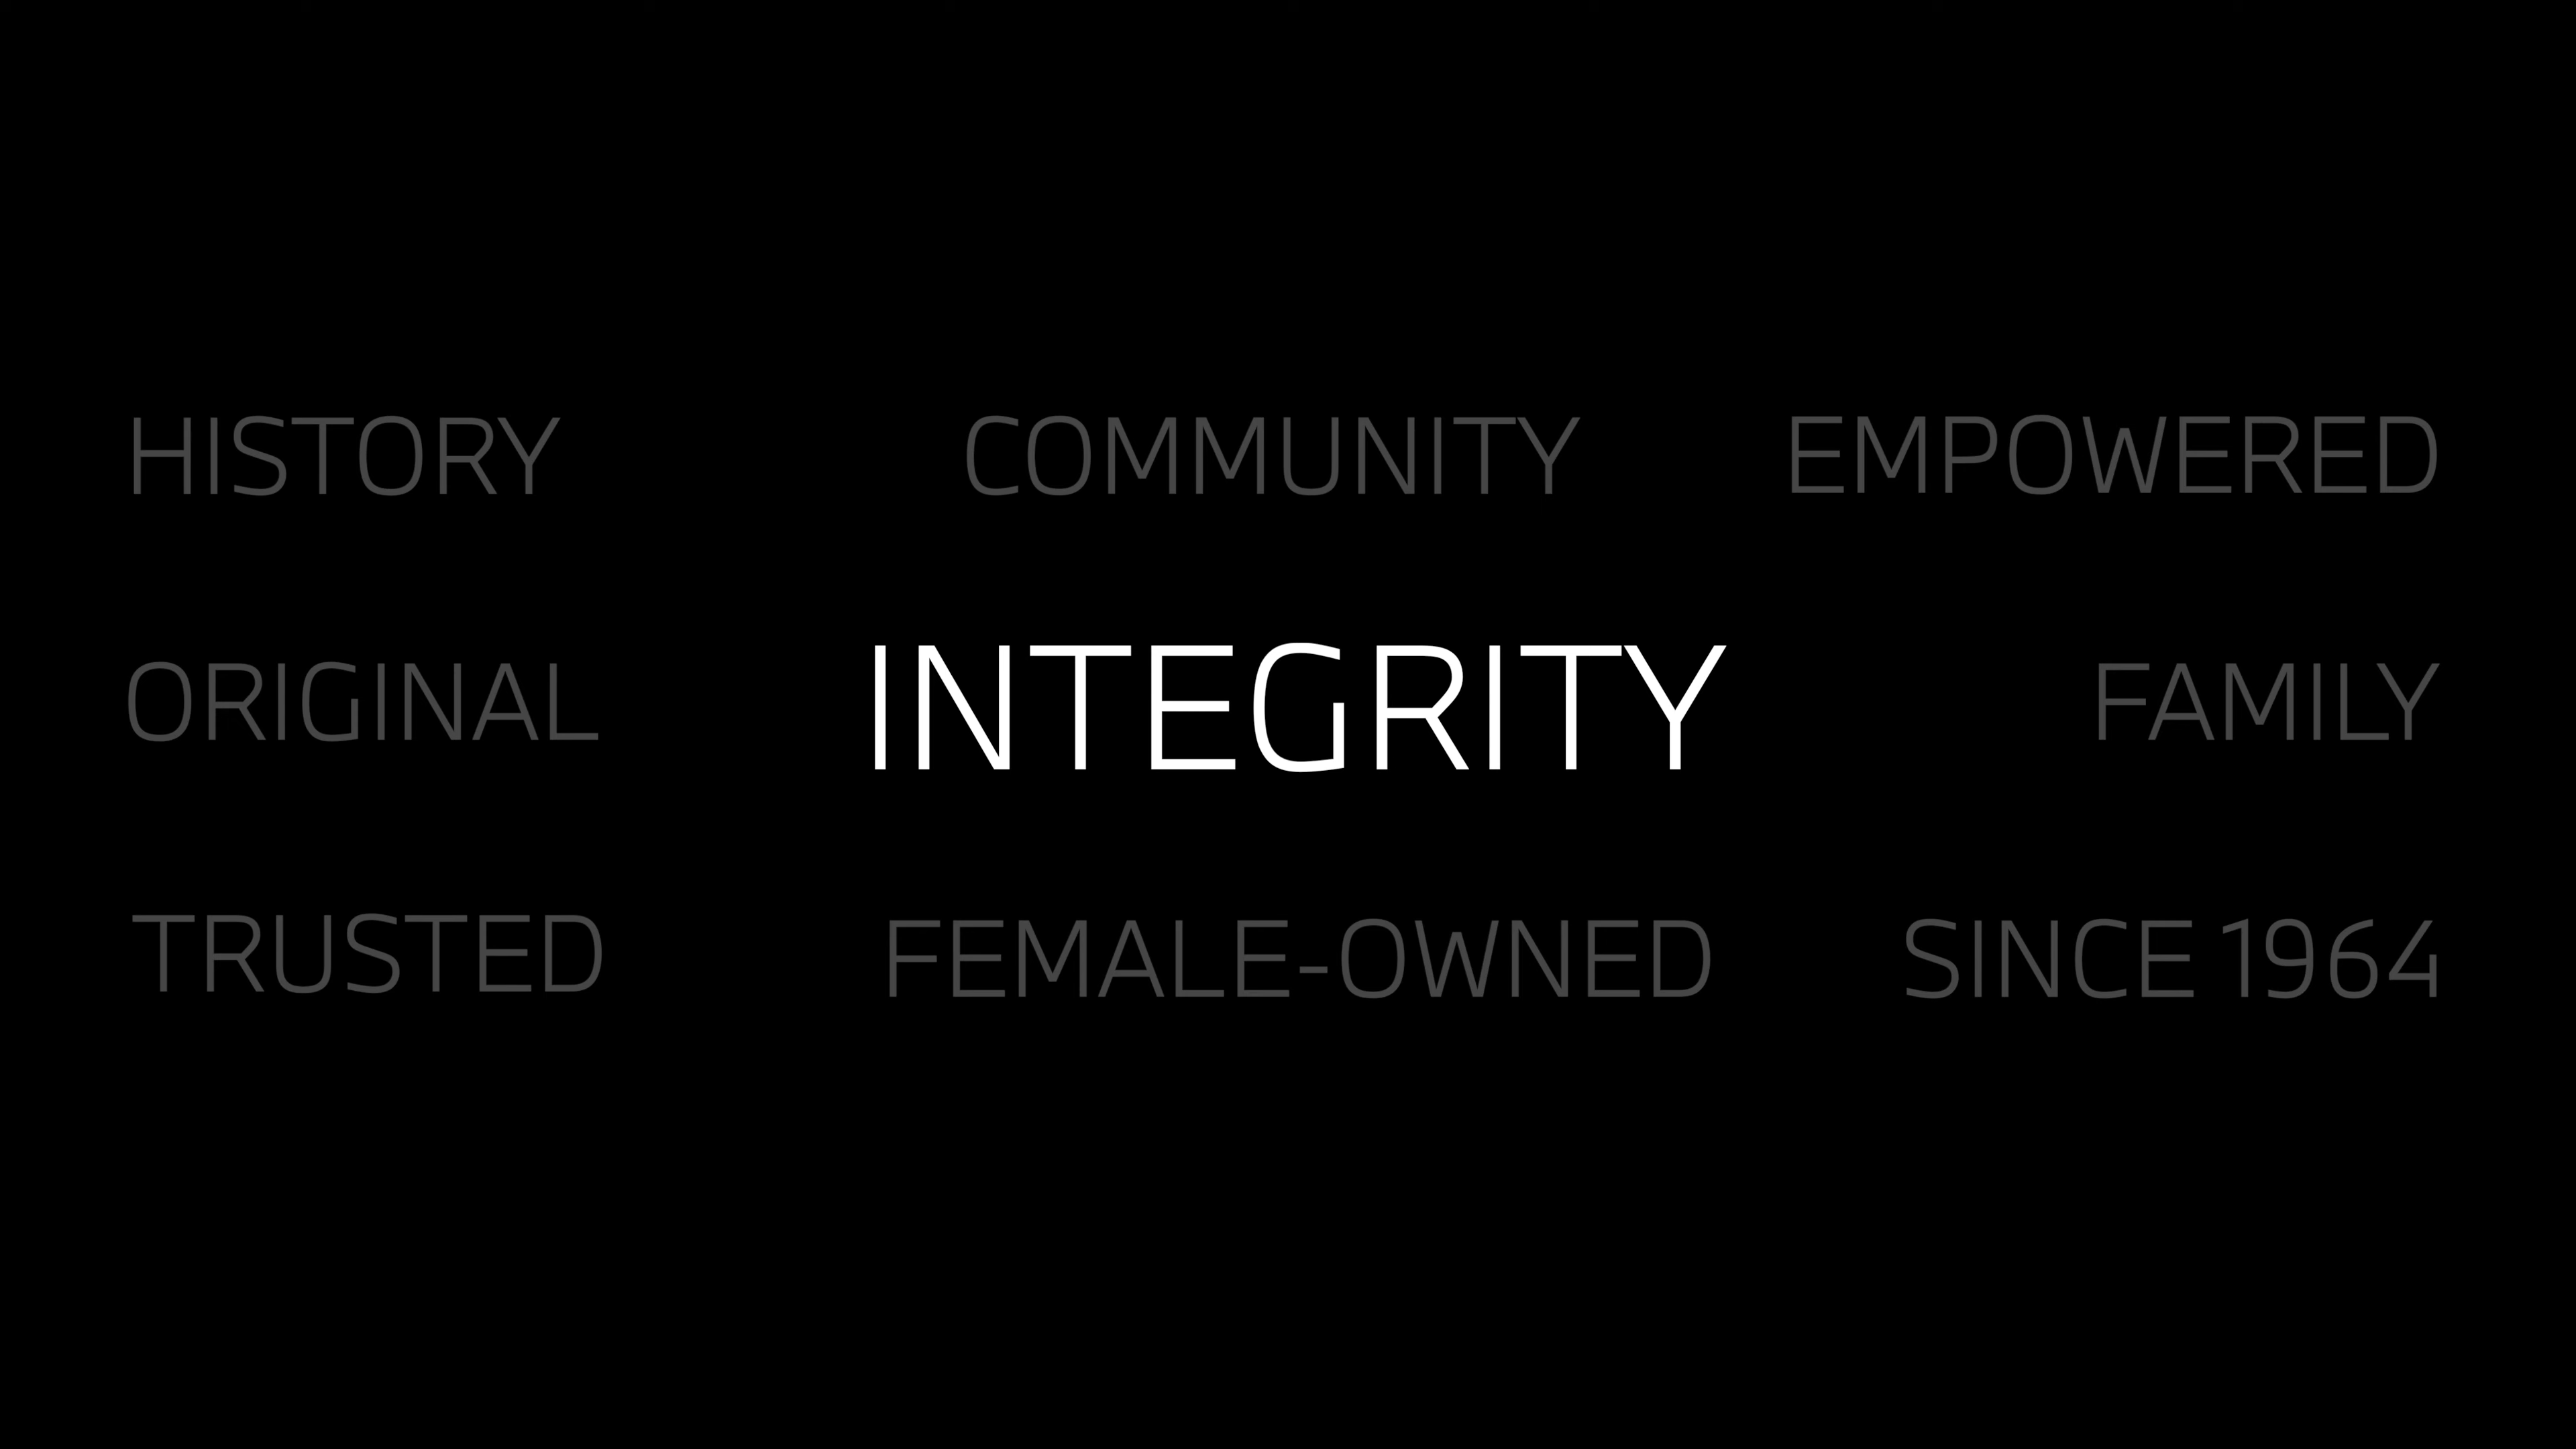 HISTORY COMMUNITY EMPOWERED
ORIGINAL INTEGRITY FAMILY
TRUSTED FEMALE-OWNED SINCE 1964